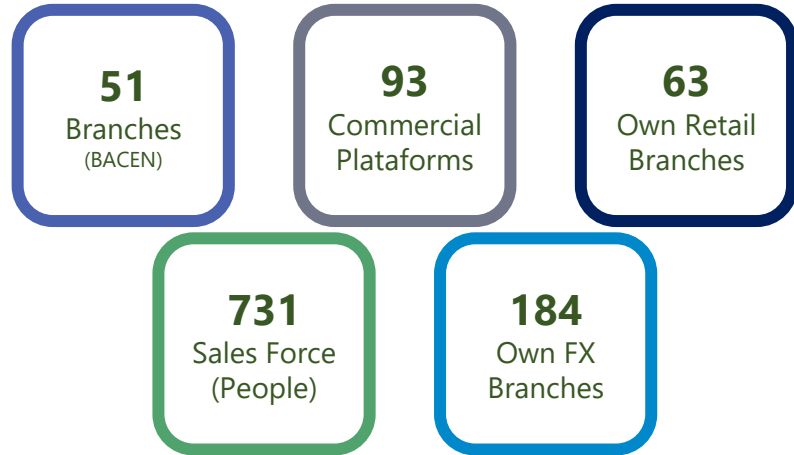 51
Branches
(BACEN)
93
Commercial
Plataforms
63
Own Retail
Branches
731
Sales Force
(People)
184
Own FX
Branches